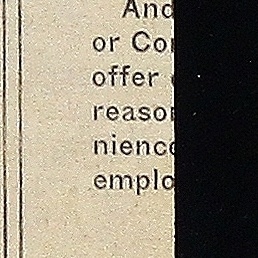 And
or Co
offer
reaso
nienc
emplo